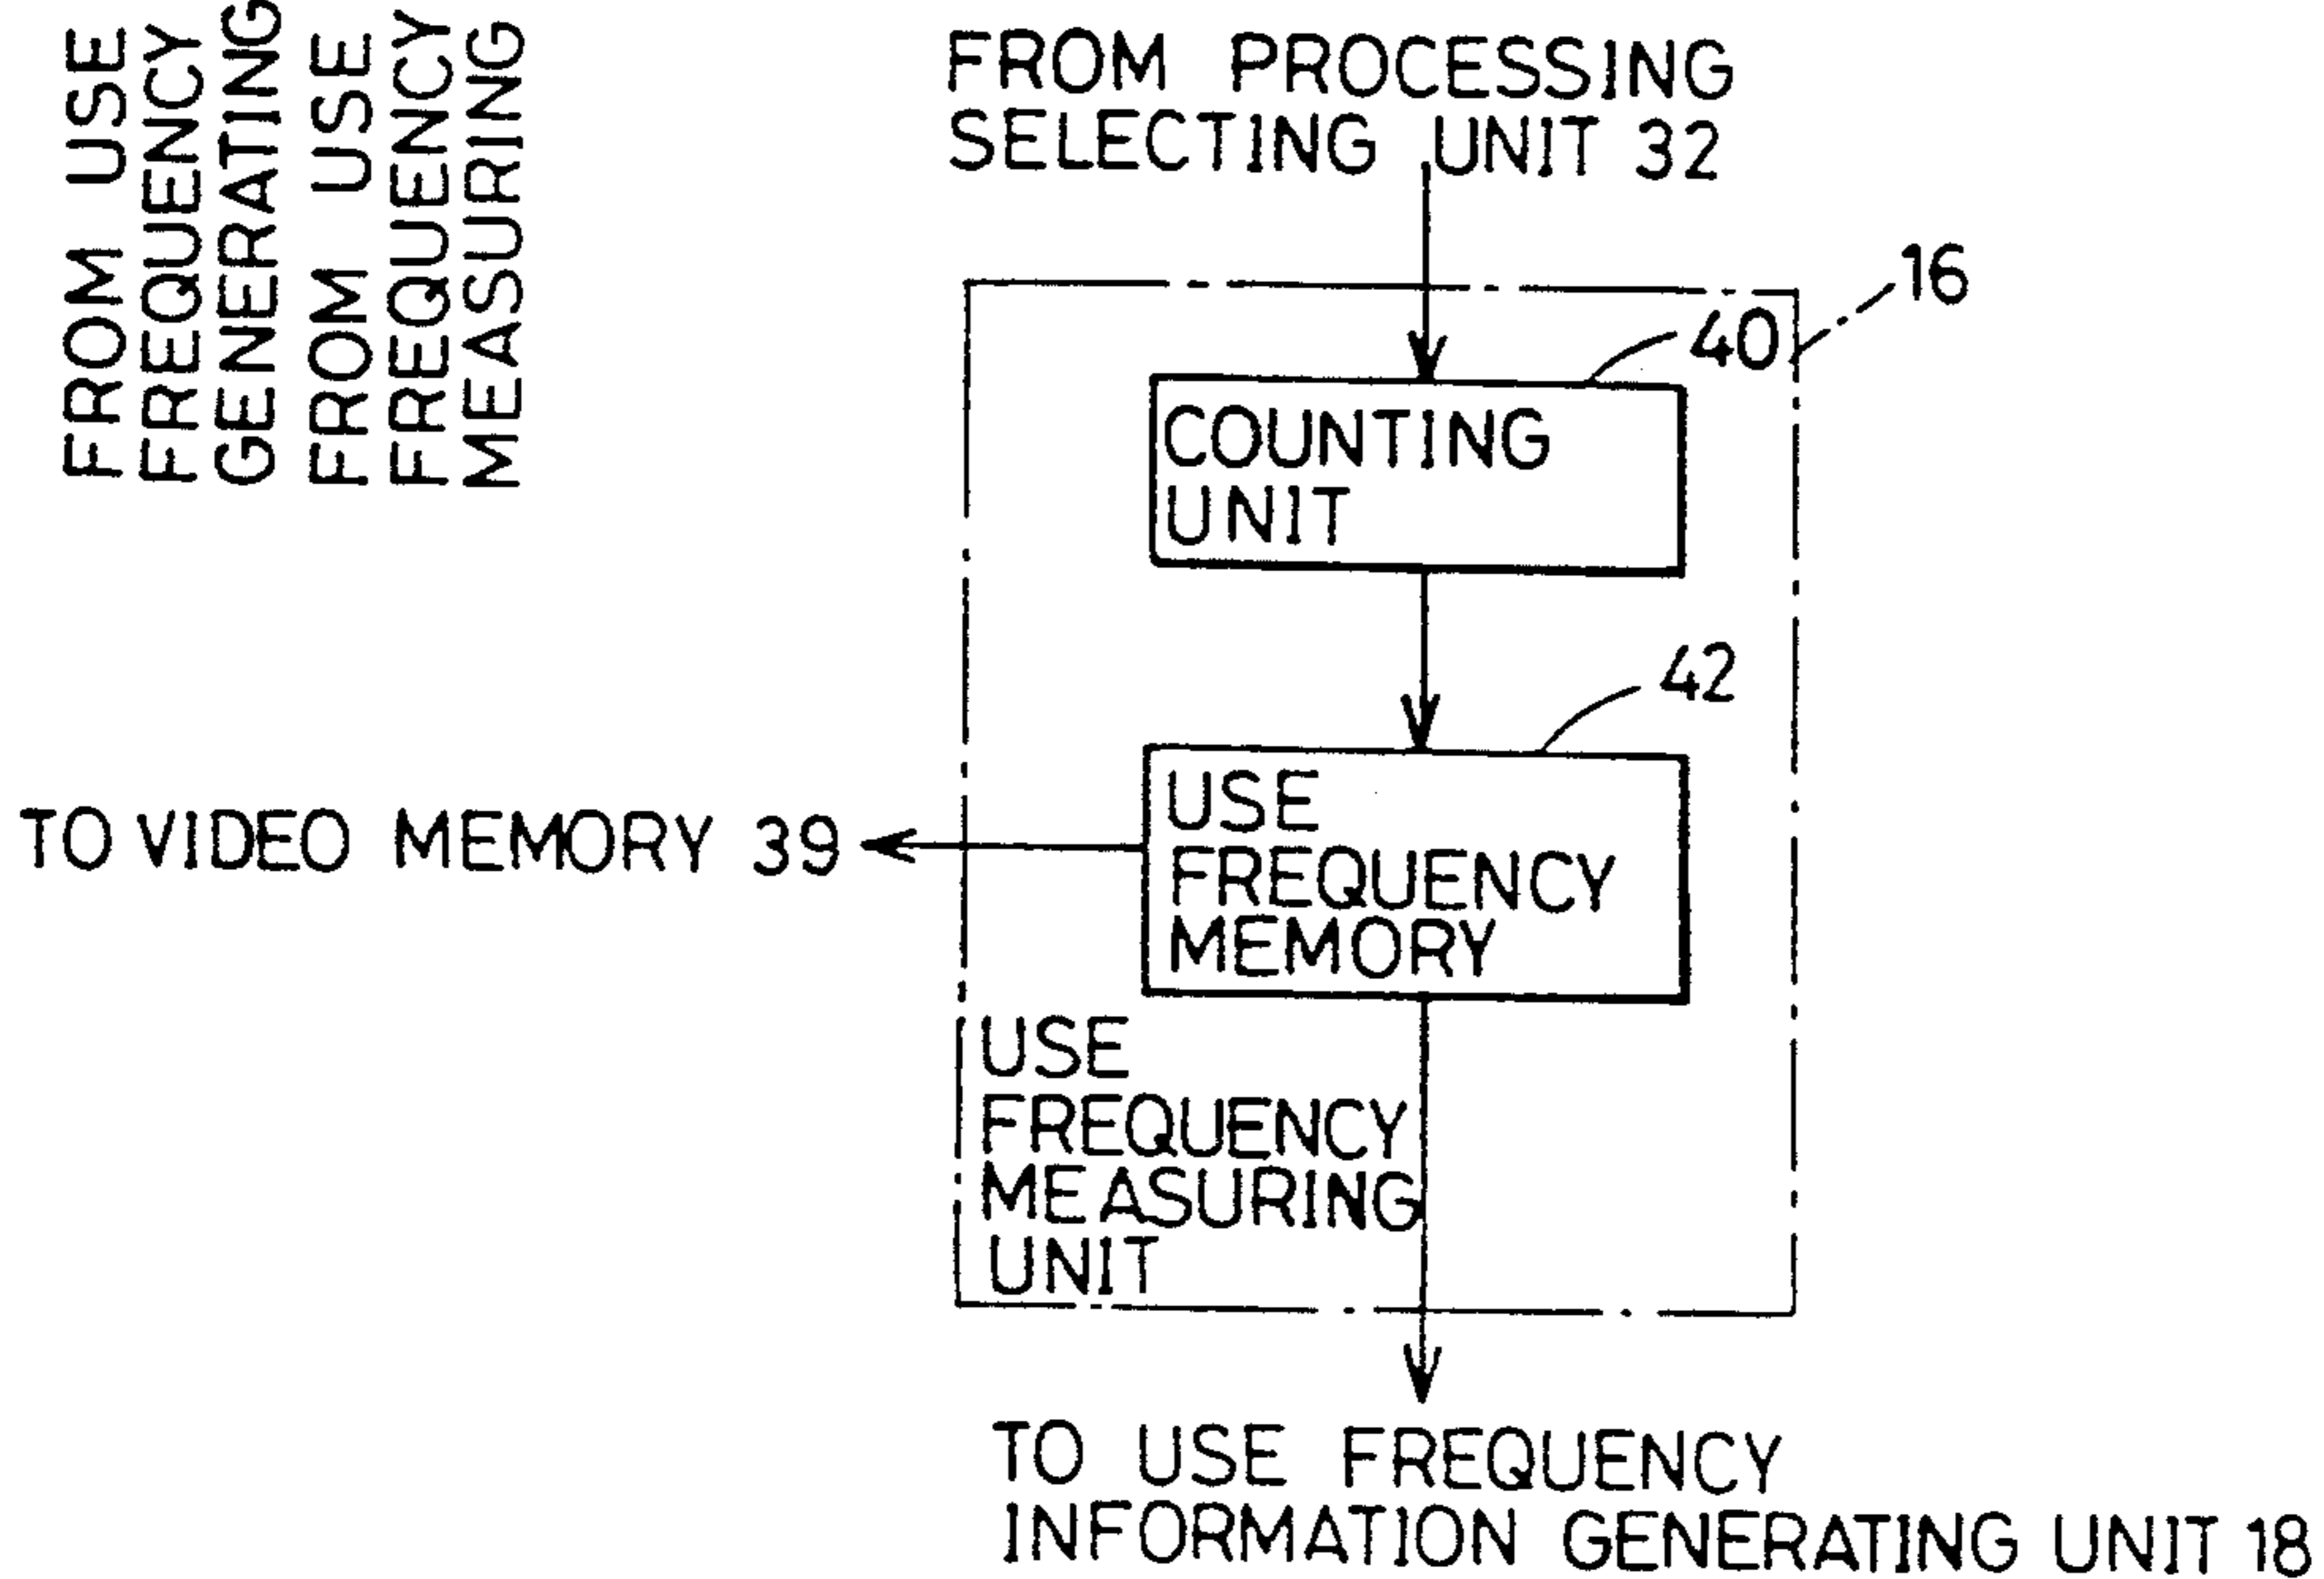 FROM USE
FREQUENCY
GENERATING
FROM USE
FREQUENCY
MEASURING
FROM PROCESSING
SELECTING UNIT 32
16
40
COUNTING
UNIT
42
USE
FREQUENCY
MEMORY
TO VIDEO MEMORY 39
USE
FREQUENCY
MEASURING
UNIT
TO USE FREQUENCY
INFORMATION GENERATING UNIT 18